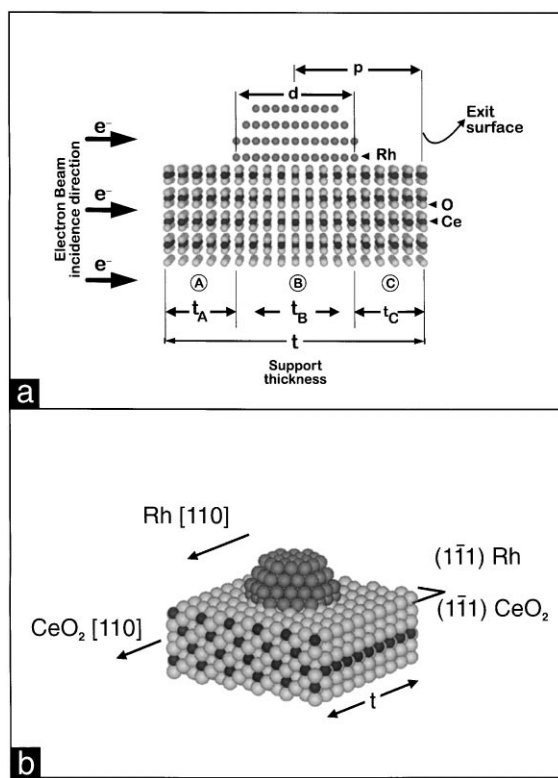 p
d
Exit
surface
e⁻
Rh
Electron Beam
incidence direction
e⁻
O
Ce
e⁻
A B C
t_A t_B t_C
t
Support
thickness
a
Rh [110]
(11̄1) Rh
(11̄1) CeO₂
CeO₂ [110]
t
b